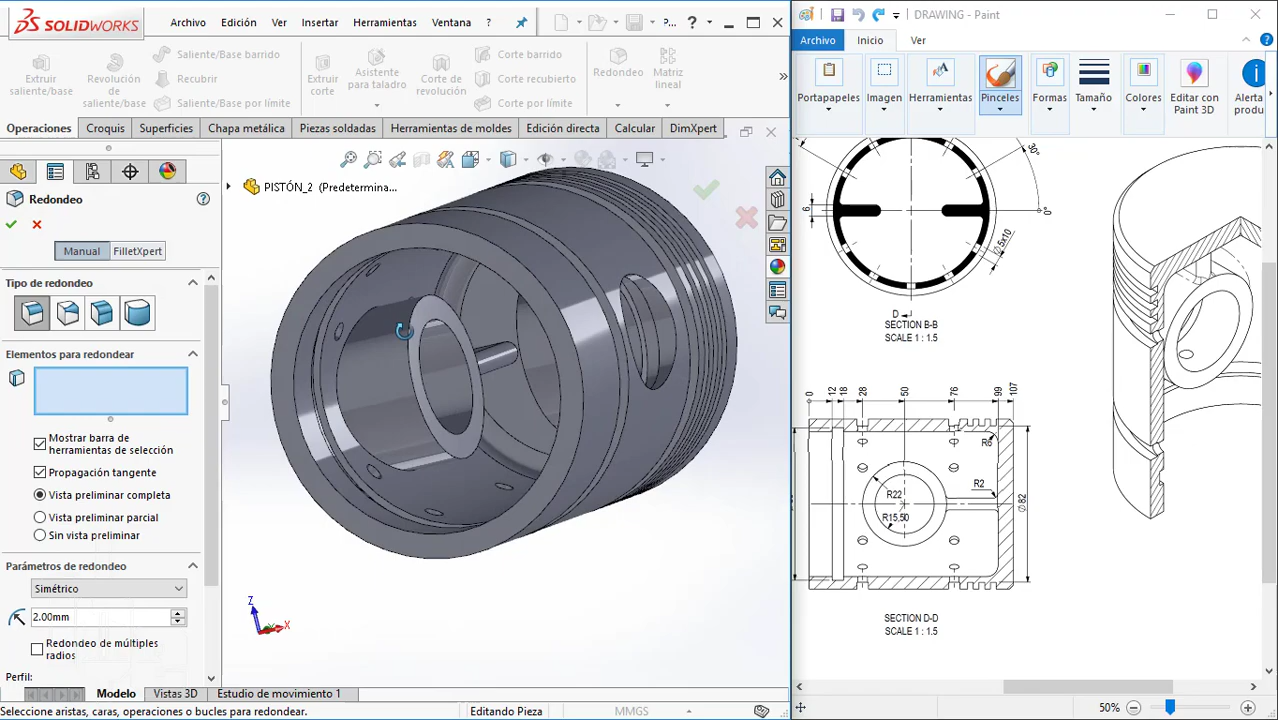 SOLIDWORKS Archivo Edición Ver Insertar Herramientas Ventana ? P... ?
Extruir saliente/base
Revolución de saliente/base
Saliente/Base barrido
Recubrir
Saliente/Base por límite
Extruir corte
Asistente para taladro
Corte de revolución
Corte barrido
Corte recubierto
Corte por límite
Redondeo
Matriz lineal
Operaciones Croquis Superficies Chapa metálica Piezas soldadas Herramientas de moldes Edición directa Calcular DimXpert
PISTÓN_2 (Predetermina...
Redondeo
Manual FilletXpert
Tipo de redondeo
Elementos para redondear
Mostrar barra de
herramientas de selección
Propagación tangente
Vista preliminar completa
Vista preliminar parcial
Sin vista preliminar
Parámetros de redondeo
Simétrico
2.00mm
Redondeo de múltiples
radios
Perfil:
Z
X
Modelo Vistas 3D Estudio de movimiento 1
Seleccione aristas, caras, operaciones o bucles para redondear. Editando Pieza MMGS
DRAWING - Paint
Archivo Inicio Ver
Portapapeles Imagen Herramientas Pinceles Formas Tamaño Colores
Editar con
Paint 3D
Alerta
produ
30°
6
0°
∅5x10
D
SECTION B-B
SCALE 1 : 1.5
0 12 18 28 50 76 99 107
R6
R22
R2
R15,50
∅82
SECTION D-D
SCALE 1 : 1.5
50%